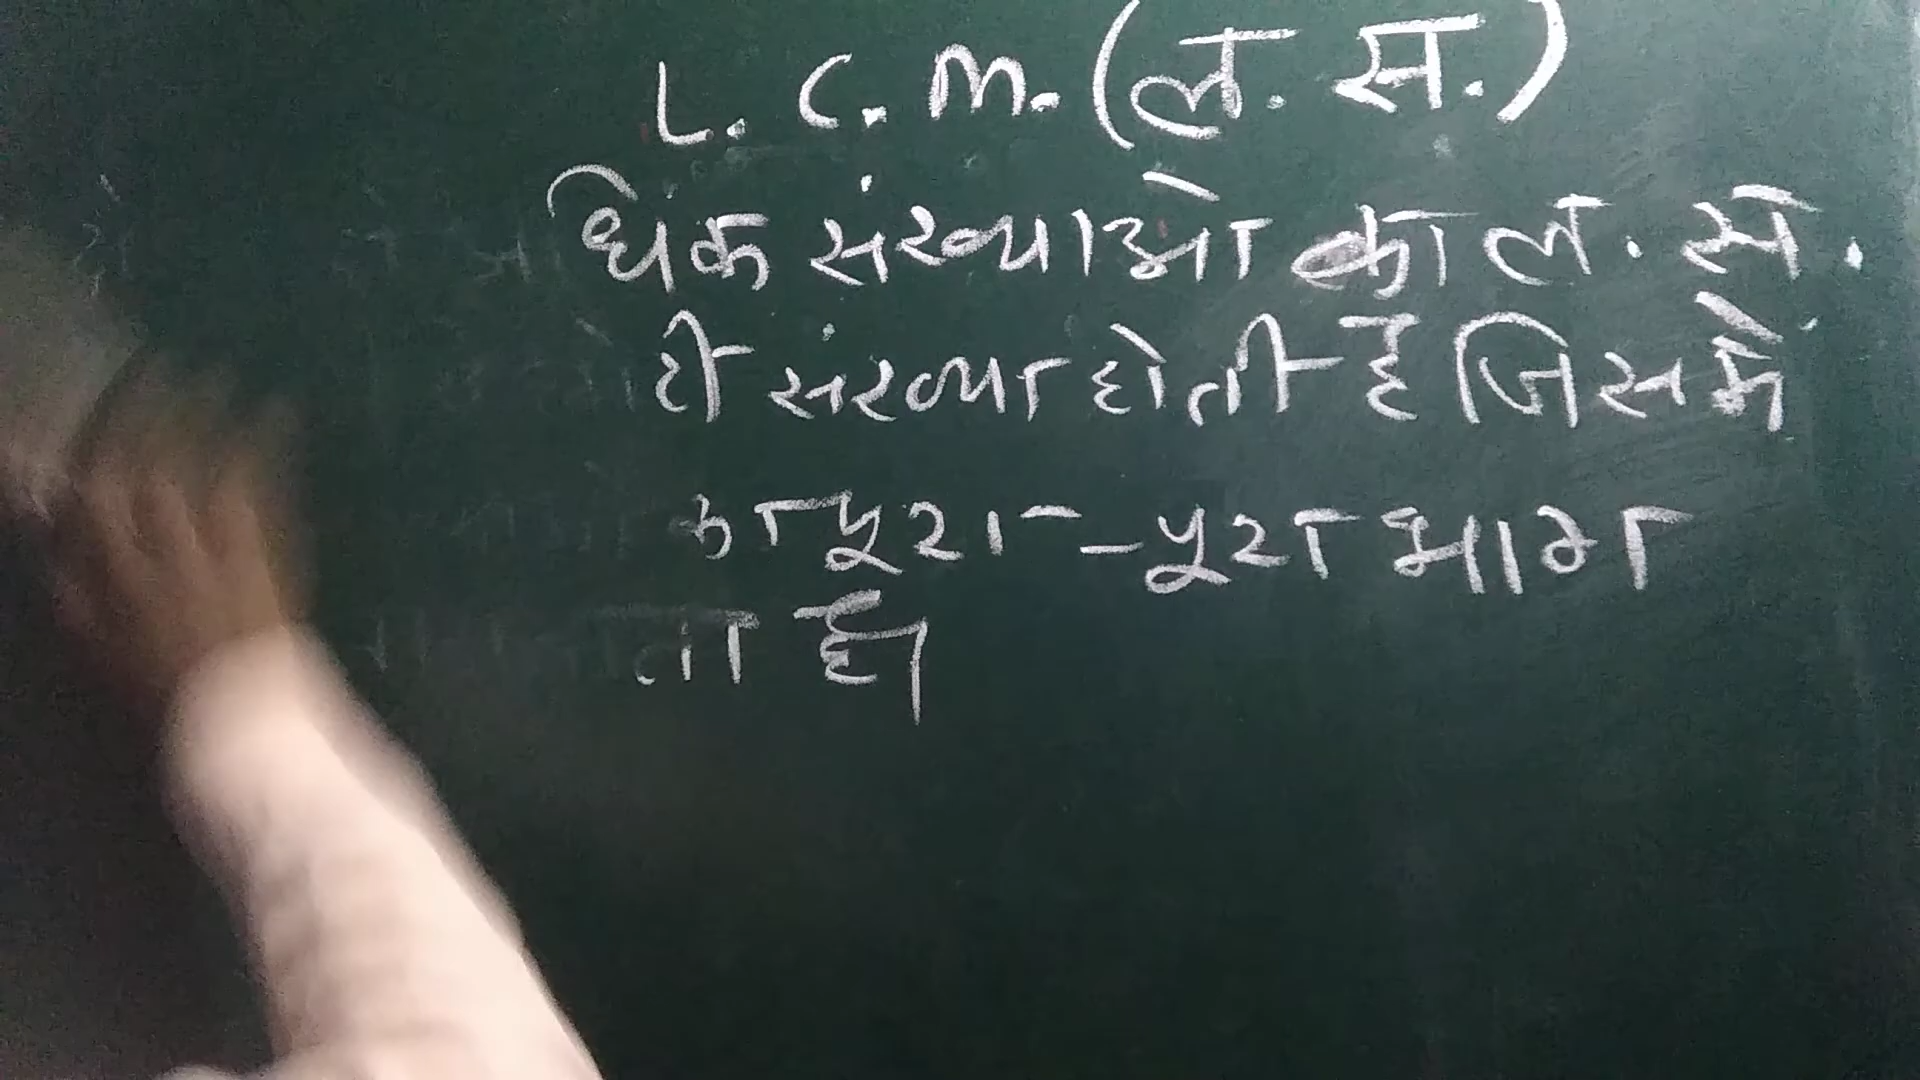 L. C. M. (ल. स.)
धिक संख्याओं का ल. स.
ही संख्या होती है जिसमें
का पूरा-पूरा भाग
ता है।